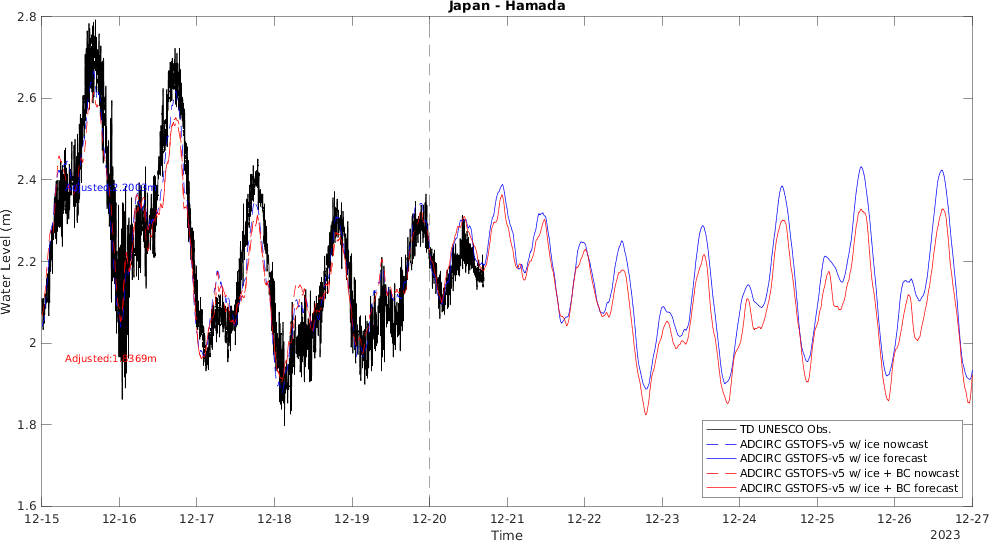 Japan - Hamada
Water Level (m)
2.8
2.6
2.4
2.2
2
1.8
1.6
Adjusted:
Adjusted:
12-15
12-16
12-17
12-18
12-19
12-20
12-21
12-22
12-23
12-24
12-25
12-26
12-27
Time
2023
TD UNESCO Obs.
ADCIRC GSTOFS-v5 w/ ice nowcast
ADCIRC GSTOFS-v5 w/ ice forecast
ADCIRC GSTOFS-v5 w/ ice + BC nowcast
ADCIRC GSTOFS-v5 w/ ice + BC forecast